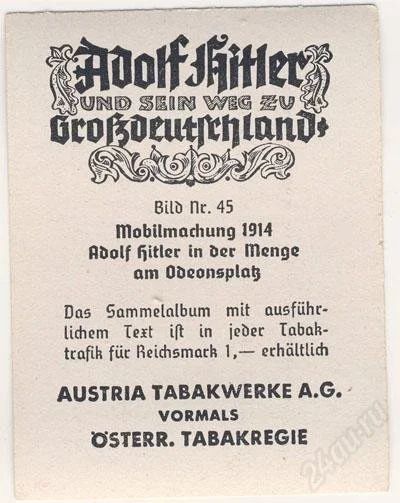 Adolf Hitler
UND SEIN WEG ZU
Großdeutschland
Bild Nr. 45
Mobilmachung 1914
Adolf Hitler in der Menge
am Odeonsplatz
Das Sammelalbum mit ausführ-
lichem Text ist in jeder Tabak-
trafik für Reichsmark 1,— erhältlich
AUSTRIA TABAKWERKE A.G.
VORMALS
ÖSTERR. TABAKREGIE
24au.ru